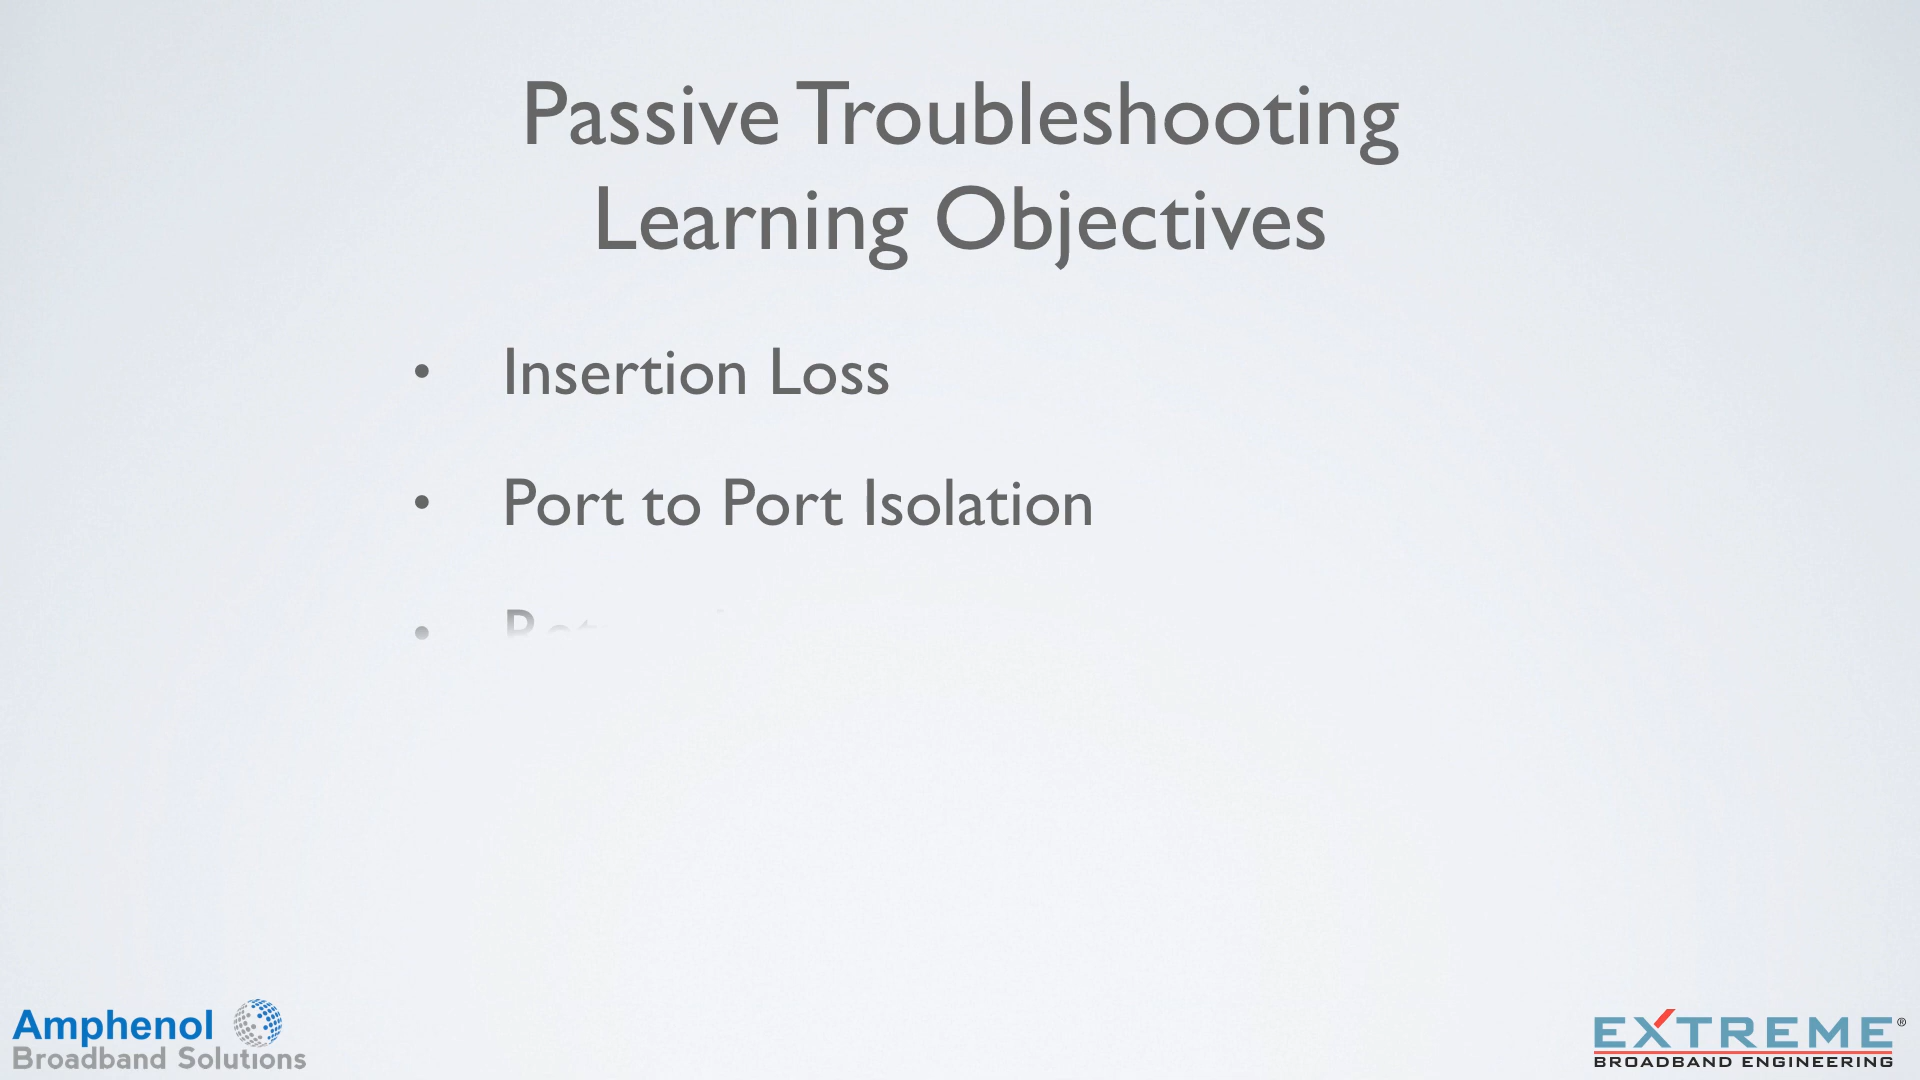 Passive Troubleshooting
Learning Objectives
• Insertion Loss
• Port to Port Isolation
•
Amphenol
Broadband Solutions
EXTREME®
BROADBAND ENGINEERING